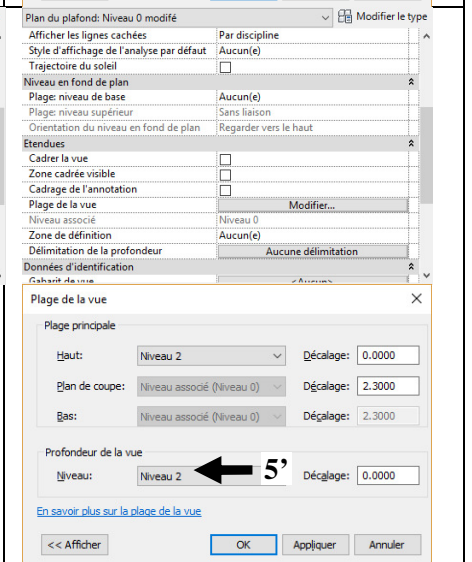 Plan du plafond: Niveau 0 modifé Modifier le type
Afficher les lignes cachées Par discipline
Style d'affichage de l'analyse par défaut Aucun(e)
Trajectoire du soleil
Niveau en fond de plan
Plage: niveau de base Aucun(e)
Plage: niveau supérieur Sans liaison
Orientation du niveau en fond de plan Regarder vers le haut
Etendues
Cadrer la vue
Zone cadrée visible
Cadrage de l'annotation
Plage de la vue Modifier...
Niveau associé Niveau 0
Zone de définition Aucun(e)
Délimitation de la profondeur Aucune délimitation
Données d'identification
Gabarit de vue <Aucun>
Plage de la vue
Plage principale
Haut: Niveau 2 Décalage: 0.0000
Plan de coupe: Niveau associé (Niveau 0) Décalage: 2.3000
Bas: Niveau associé (Niveau 0) Décalage: 2.3000
Profondeur de la vue
Niveau: Niveau 2 5’ Décalage: 0.0000
En savoir plus sur la plage de la vue
<< Afficher OK Appliquer Annuler